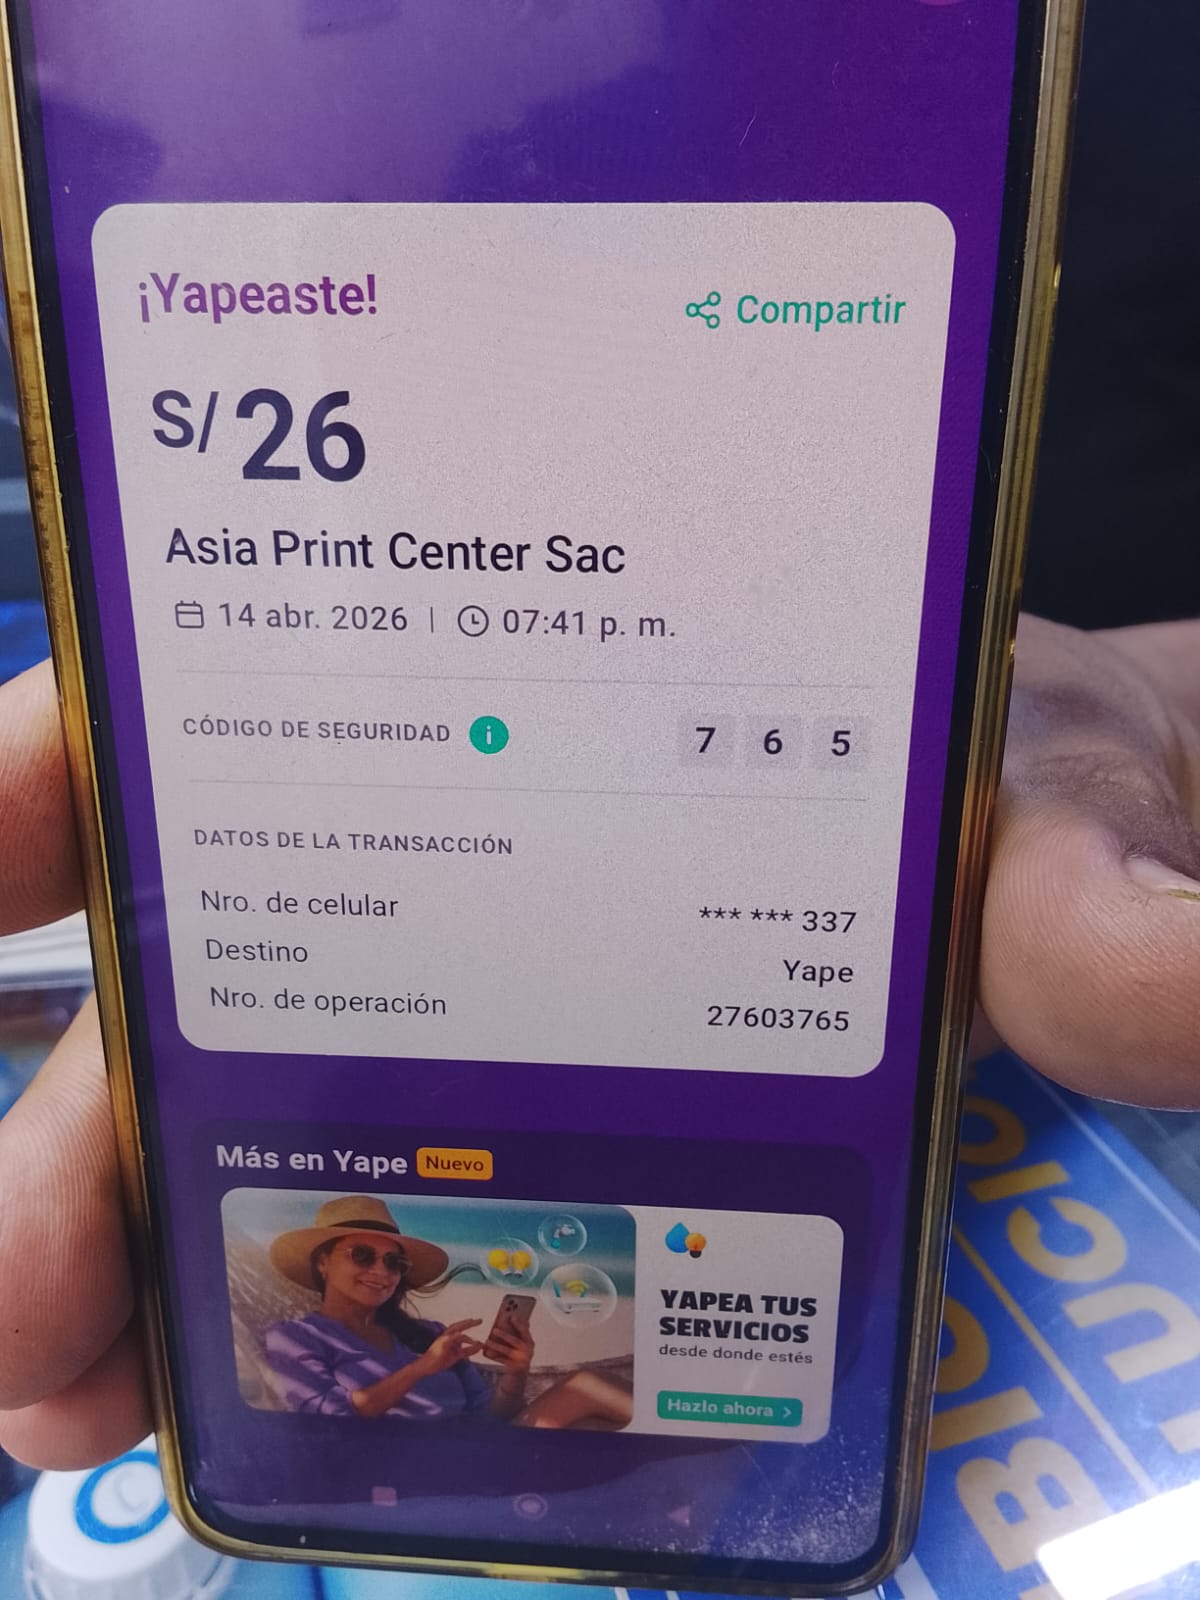 ¡Yapeaste!
Compartir
S/ 26
Asia Print Center Sac
14 abr. 2026 | 07:41 p. m.
CÓDIGO DE SEGURIDAD i 7 6 5
DATOS DE LA TRANSACCIÓN
Nro. de celular *** *** 337
Destino Yape
Nro. de operación 27603765
Más en Yape Nuevo
YAPEA TUS
SERVICIOS
desde donde estés
Hazlo ahora >